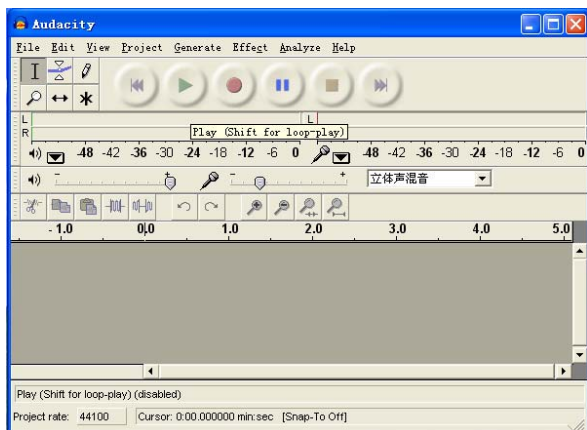 Audacity
File Edit View Project Generate Effect Analyze Help
L
R
L
Play (Shift for loop-play)
-48 -42 -36 -30 -24 -18 -12 -6 0 -48 -42 -36 -30 -24 -18 -12 -6 0
- + - + 立体声混音
- 1.0 0.0 1.0 2.0 3.0 4.0 5.0
Play (Shift for loop-play) (disabled)
Project rate: 44100 Cursor: 0:00.000000 min:sec [Snap-To Off]